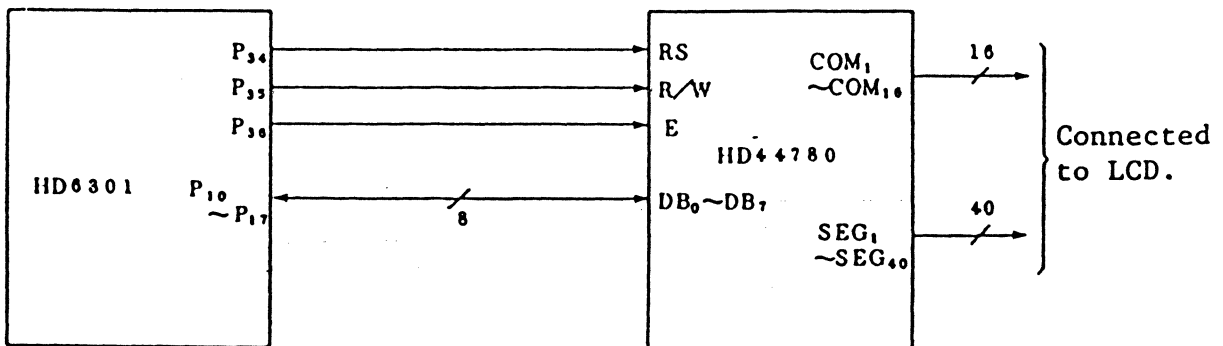 P₃₄
P₃₅
P₃₆
HD6301
P₁₀
~P₁₇
8
RS
R/W
E
HD44780
DB₀~DB₇
COM₁
~COM₁₆
SEG₁
~SEG₄₀
16
40
Connected
to LCD.